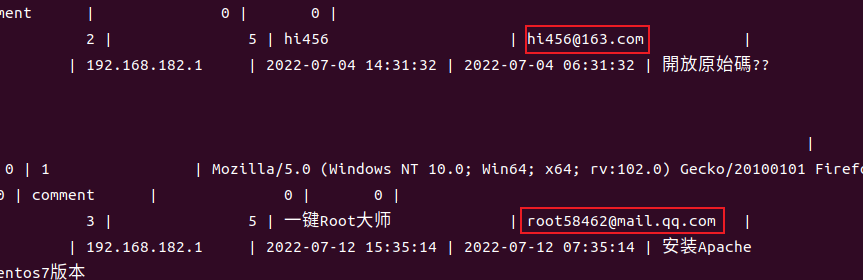 ment | 0 | 0 |
2 | 5 | hi456 | hi456@163.com |
| 192.168.182.1 | 2022-07-04 14:31:32 | 2022-07-04 06:31:32 | 開放原始碼??
|
0 | 1 | Mozilla/5.0 (Windows NT 10.0; Win64; x64; rv:102.0) Gecko/20100101 Firefo
0 | comment | 0 | 0 |
3 | 5 | 一键Root大师 | root58462@mail.qq.com |
| 192.168.182.1 | 2022-07-12 15:35:14 | 2022-07-12 07:35:14 | 安装Apache
entos7版本